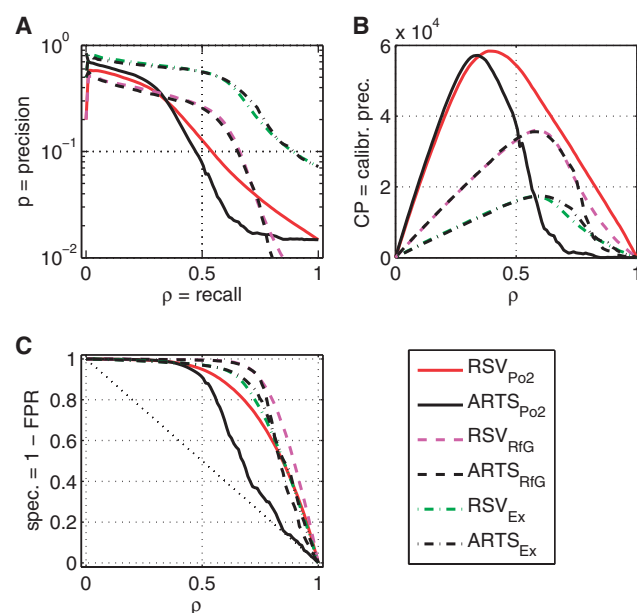 A
10^0
10^-1
10^-2
p = precision
0
0.5
1
ρ = recall
B
x 10^4
6
4
2
0
CP = calibr. prec.
0
0.5
1
ρ
C
1
0.8
0.6
0.4
0.2
0
spec. = 1 − FPR
0
0.5
1
ρ
RSV_Po2
ARTS_Po2
RSV_RfG
ARTS_RfG
RSV_Ex
ARTS_Ex